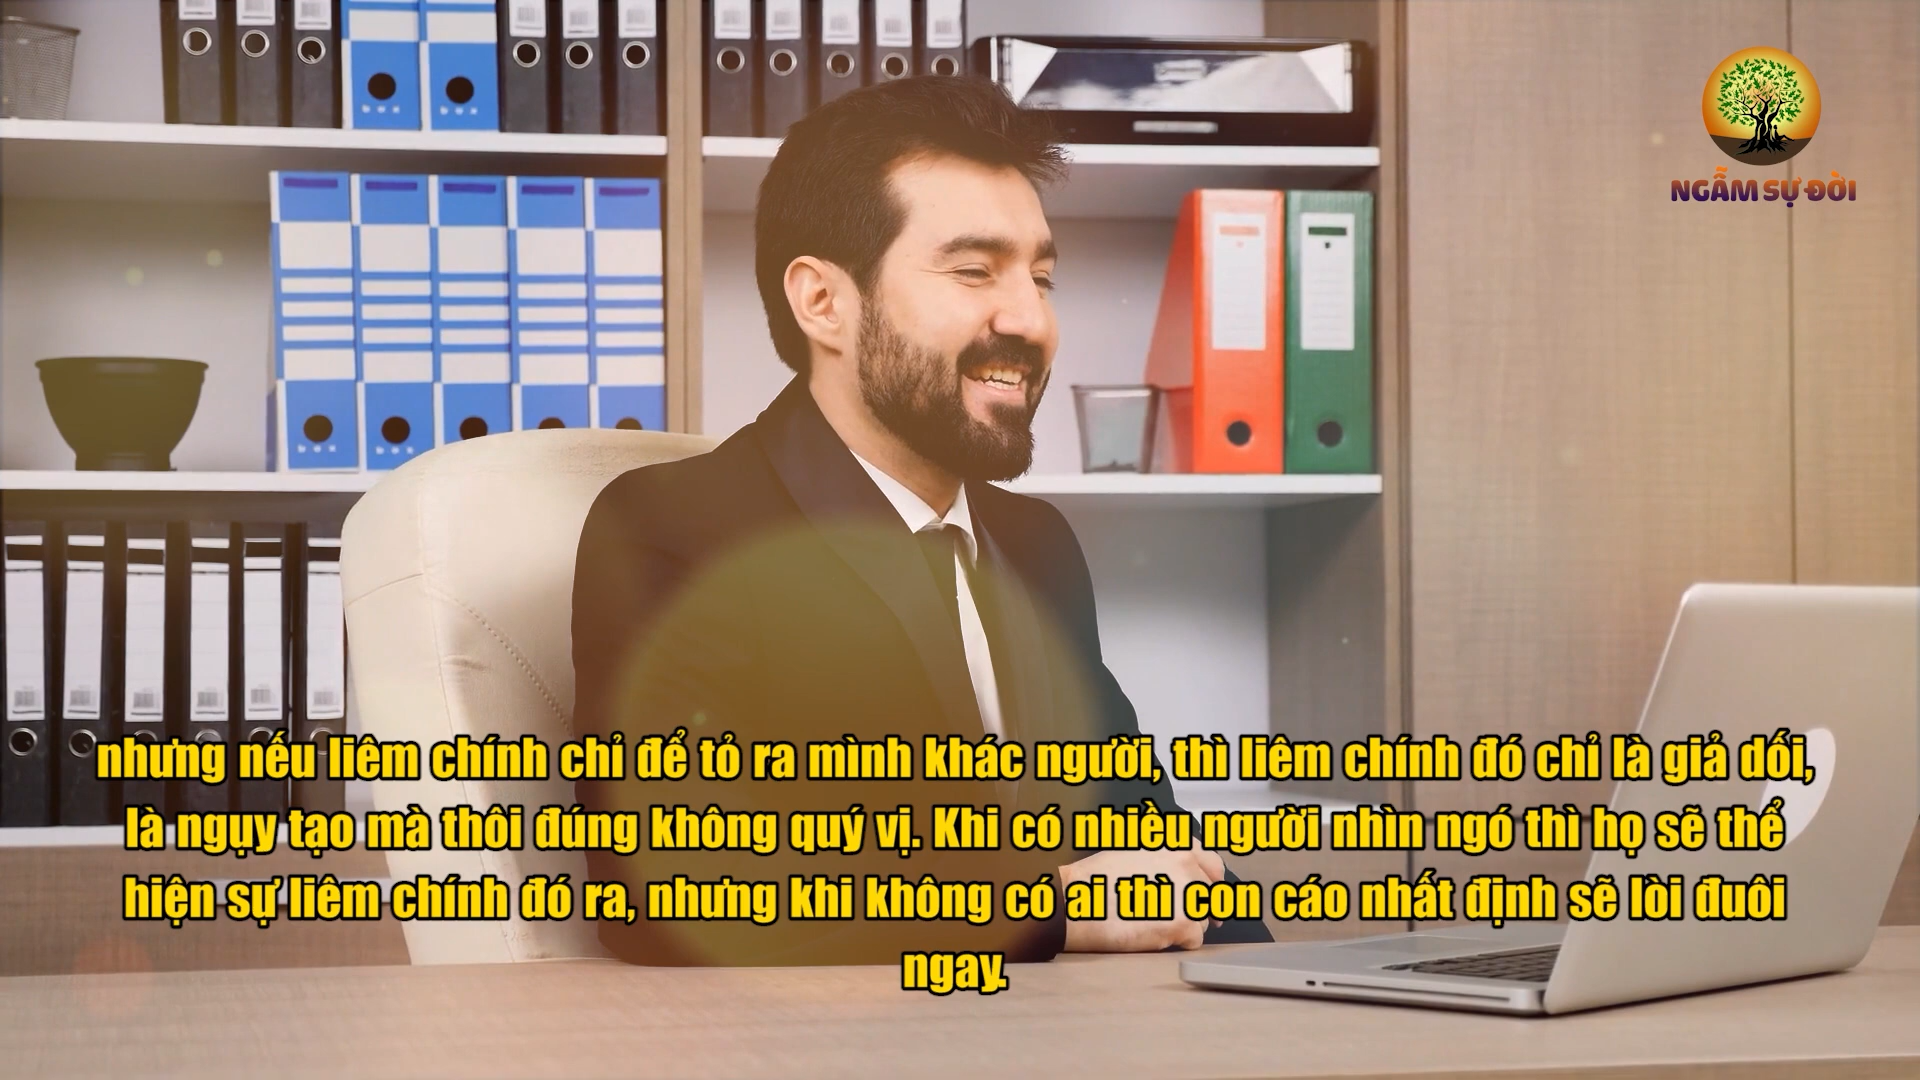 NGẪM SỰ ĐỜI
nhưng nếu liêm chính chỉ để tỏ ra mình khác người, thì liêm chính đó chỉ là giả dối,
là ngụy tạo mà thôi đúng không quý vị. Khi có nhiều người nhìn ngó thì họ sẽ thể
hiện sự liêm chính đó ra, nhưng khi không có ai thì con cáo nhất định sẽ lòi đuôi
ngay.